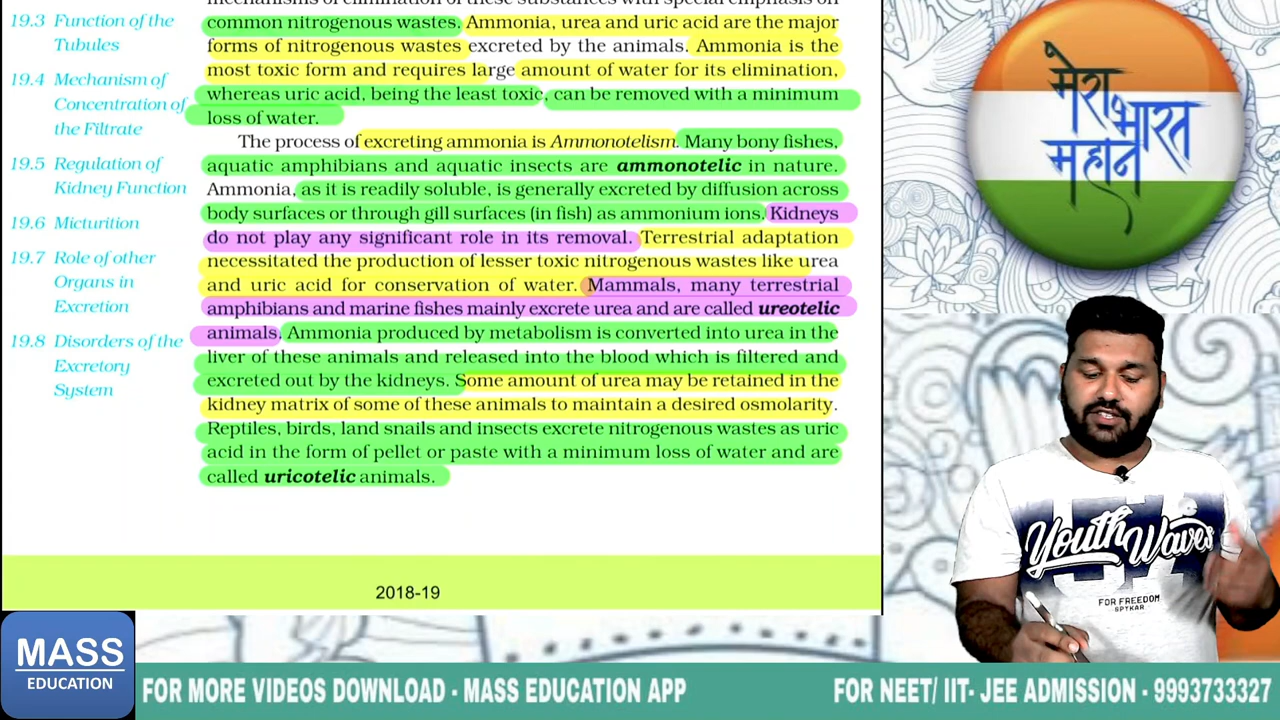 mechanisms of elimination of these substances with special emphasis on
19.3 Function of the
Tubules
19.4 Mechanism of
Concentration of
the Filtrate
19.5 Regulation of
Kidney Function
19.6 Micturition
19.7 Role of other
Organs in
Excretion
19.8 Disorders of the
Excretory
System
common nitrogenous wastes. Ammonia, urea and uric acid are the major
forms of nitrogenous wastes excreted by the animals. Ammonia is the
most toxic form and requires large amount of water for its elimination,
whereas uric acid, being the least toxic, can be removed with a minimum
loss of water.
The process of excreting ammonia is Ammonotelism. Many bony fishes,
aquatic amphibians and aquatic insects are ammonotelic in nature.
Ammonia, as it is readily soluble, is generally excreted by diffusion across
body surfaces or through gill surfaces (in fish) as ammonium ions. Kidneys
do not play any significant role in its removal. Terrestrial adaptation
necessitated the production of lesser toxic nitrogenous wastes like urea
and uric acid for conservation of water. Mammals, many terrestrial
amphibians and marine fishes mainly excrete urea and are called ureotelic
animals. Ammonia produced by metabolism is converted into urea in the
liver of these animals and released into the blood which is filtered and
excreted out by the kidneys. Some amount of urea may be retained in the
kidney matrix of some of these animals to maintain a desired osmolarity.
Reptiles, birds, land snails and insects excrete nitrogenous wastes as uric
acid in the form of pellet or paste with a minimum loss of water and are
called uricotelic animals.
2018-19
मेरा
भारत
महान
Youth Waves
FOR FREEDOM
SPYKAR
MASS
EDUCATION
FOR MORE VIDEOS DOWNLOAD - MASS EDUCATION APP
FOR NEET/ IIT- JEE ADMISSION - 9993733327